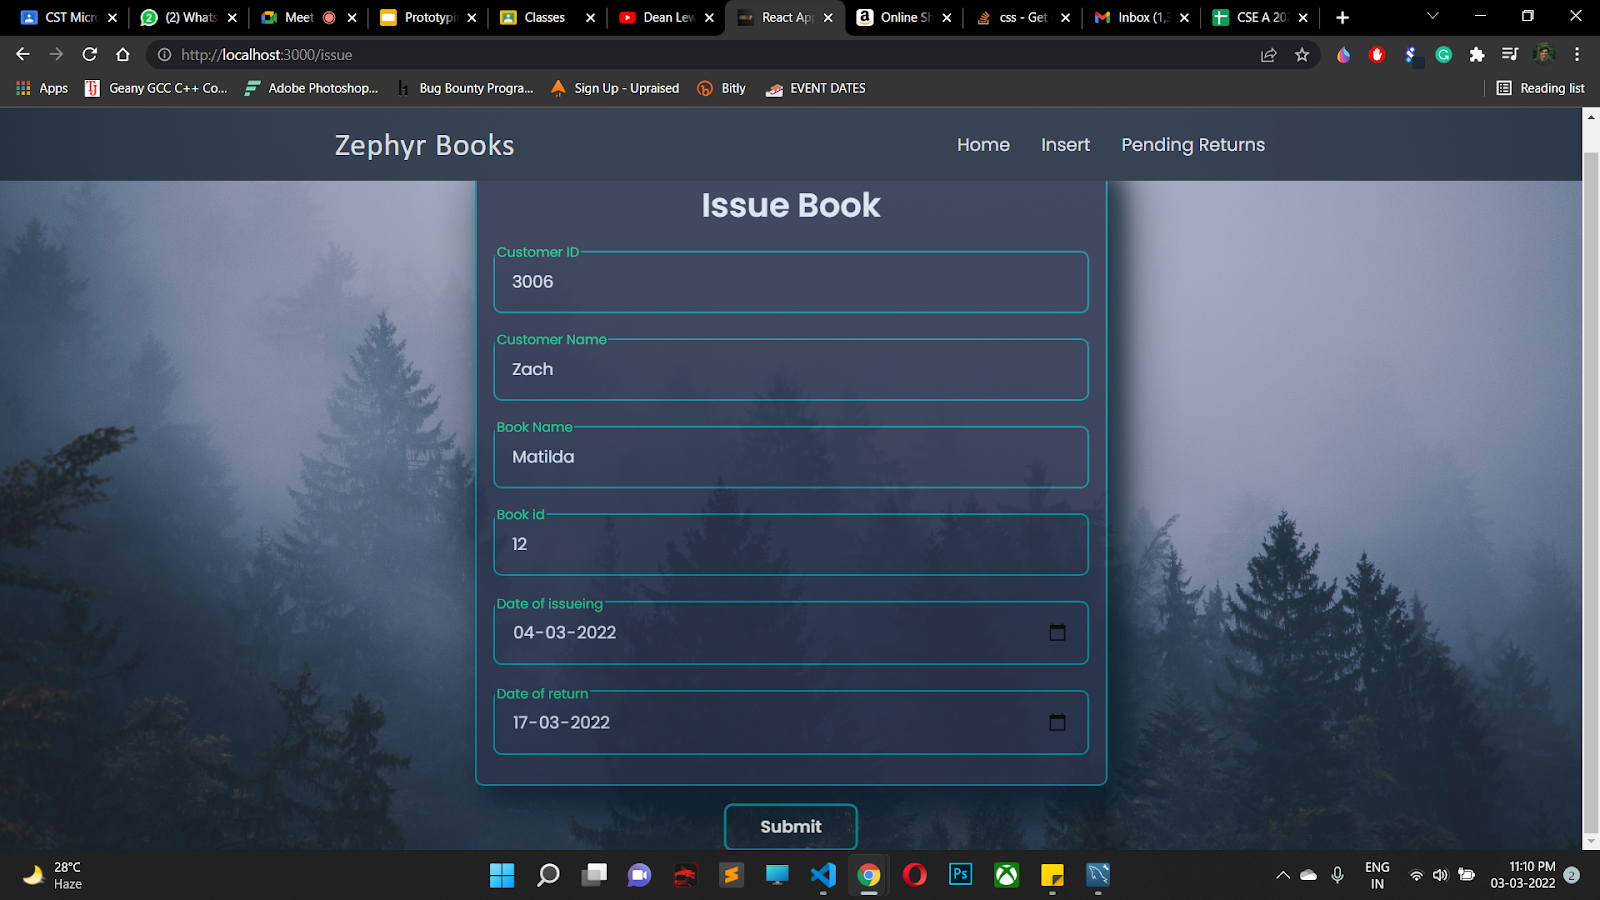 CST Micr
(2) Whats
Meet
Prototypi
Classes
Dean Lew
React App
Online Sh
css - Get
Inbox (1,3
CSE A 202
http://localhost:3000/issue
Apps
Geany GCC C++ Co...
Adobe Photoshop...
Bug Bounty Progra...
Sign Up - Upraised
Bitly
EVENT DATES
Reading list
Zephyr Books
Home
Insert
Pending Returns
Issue Book
Customer ID
3006
Customer Name
Zach
Book Name
Matilda
Book id
12
Date of issueing
04-03-2022
Date of return
17-03-2022
Submit
28°C
Haze
Ps
ENG
IN
11:10 PM
03-03-2022
2